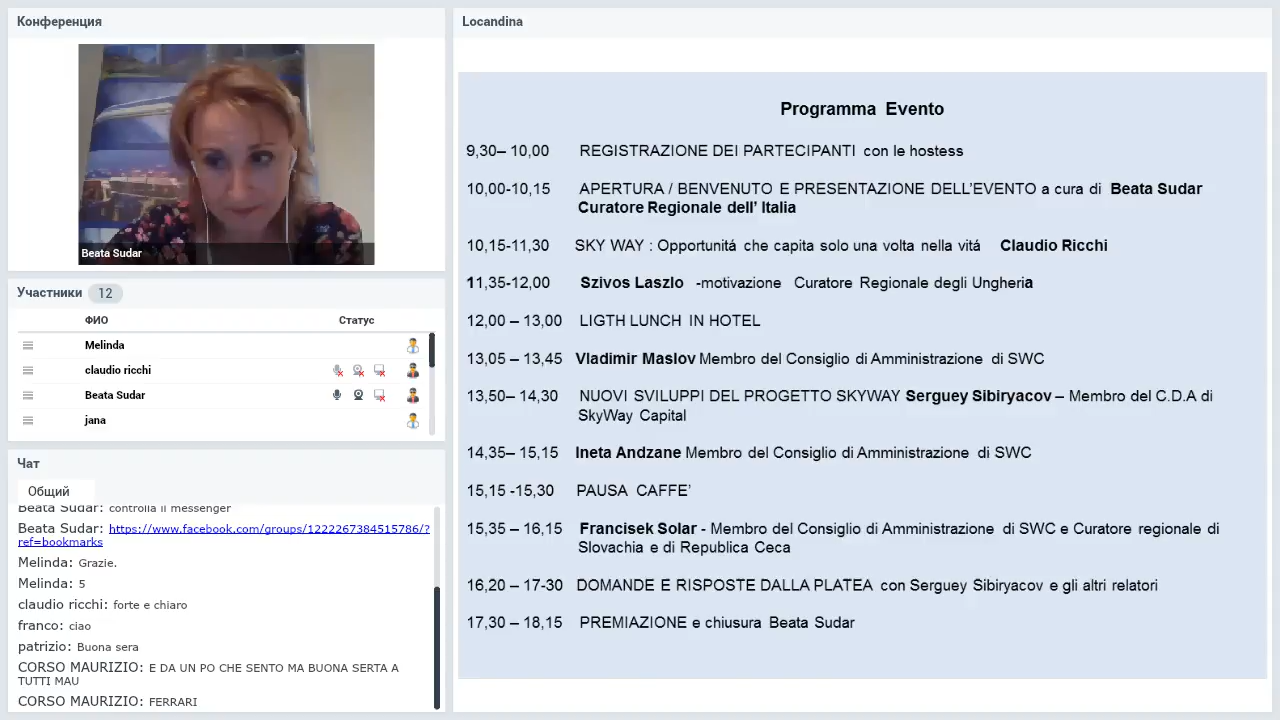 Конференция
Beata Sudar
Участники 12
ФИО Статус
Melinda
claudio ricchi
Beata Sudar
jana
Чат
Общий
Beata Sudar: controlla il messenger
Beata Sudar: https://www.facebook.com/groups/1222267384515786/?
ref=bookmarks
Melinda: Grazie.
Melinda: 5
claudio ricchi: forte e chiaro
franco: ciao
patrizio: Buona sera
CORSO MAURIZIO: E DA UN PO CHE SENTO MA BUONA SERTA A
TUTTI MAU
CORSO MAURIZIO: FERRARI
Locandina
Programma Evento
9,30– 10,00 REGISTRAZIONE DEI PARTECIPANTI con le hostess
10,00-10,15 APERTURA / BENVENUTO E PRESENTAZIONE DELL’EVENTO a cura di Beata Sudar
Curatore Regionale dell’ Italia
10,15-11,30 SKY WAY : Opportunitá che capita solo una volta nella vitá Claudio Ricchi
11,35-12,00 Szivos Laszlo -motivazione Curatore Regionale degli Ungheria
12,00 – 13,00 LIGTH LUNCH IN HOTEL
13,05 – 13,45 Vladimir Maslov Membro del Consiglio di Amministrazione di SWC
13,50– 14,30 NUOVI SVILUPPI DEL PROGETTO SKYWAY Serguey Sibiryacov – Membro del C.D.A di
SkyWay Capital
14,35– 15,15 Ineta Andzane Membro del Consiglio di Amministrazione di SWC
15,15 -15,30 PAUSA CAFFE’
15,35 – 16,15 Francisek Solar - Membro del Consiglio di Amministrazione di SWC e Curatore regionale di
Slovachia e di Republica Ceca
16,20 – 17-30 DOMANDE E RISPOSTE DALLA PLATEA con Serguey Sibiryacov e gli altri relatori
17,30 – 18,15 PREMIAZIONE e chiusura Beata Sudar